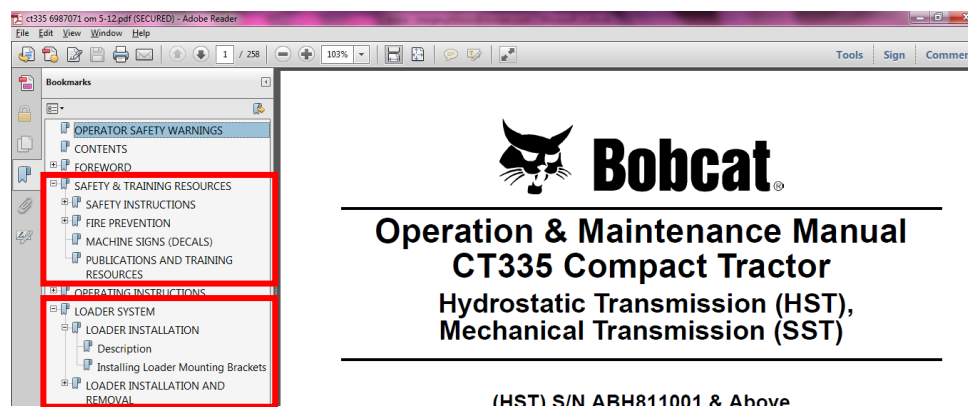 ct335 6987071 om 5-12.pdf (SECURED) - Adobe Reader
File Edit View Window Help
1 / 258 103% Tools Sign Commen
Bookmarks
OPERATOR SAFETY WARNINGS
CONTENTS
FOREWORD
SAFETY & TRAINING RESOURCES
SAFETY INSTRUCTIONS
FIRE PREVENTION
MACHINE SIGNS (DECALS)
PUBLICATIONS AND TRAINING
RESOURCES
OPERATING INSTRUCTIONS
LOADER SYSTEM
LOADER INSTALLATION
Description
Installing Loader Mounting Brackets
LOADER INSTALLATION AND
REMOVAL
Bobcat®
Operation & Maintenance Manual
CT335 Compact Tractor
Hydrostatic Transmission (HST),
Mechanical Transmission (SST)
(HST) S/N ABH811001 & Above